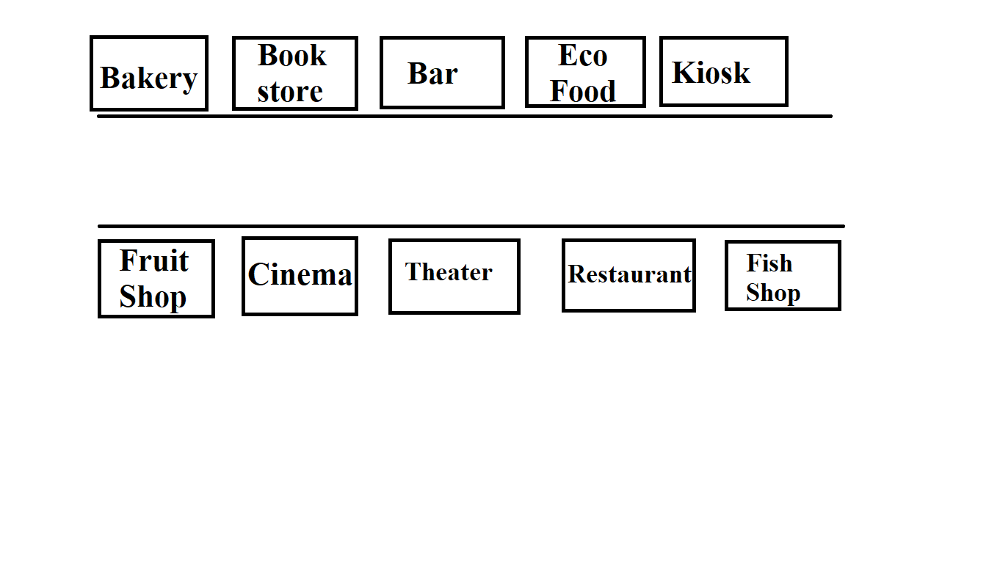 Bakery
Book
store
Bar
Eco
Food
Kiosk
Fruit
Shop
Cinema
Theater
Restaurant
Fish
Shop